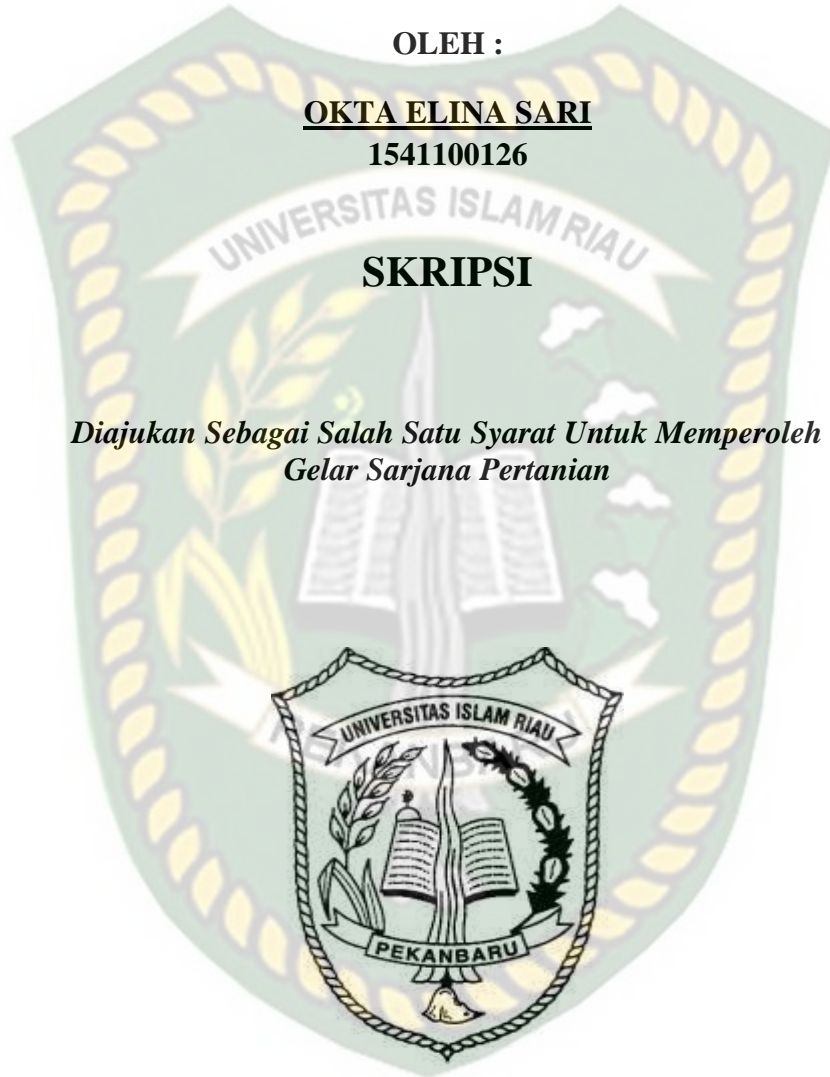 OLEH :
OKTA ELINA SARI
1541100126
UNIVERSITAS ISLAM RIAU
SKRIPSI
Diajukan Sebagai Salah Satu Syarat Untuk Memperoleh
Gelar Sarjana Pertanian
UNIVERSITAS ISLAM RIAU
PEKANBARU
PEKANBARU